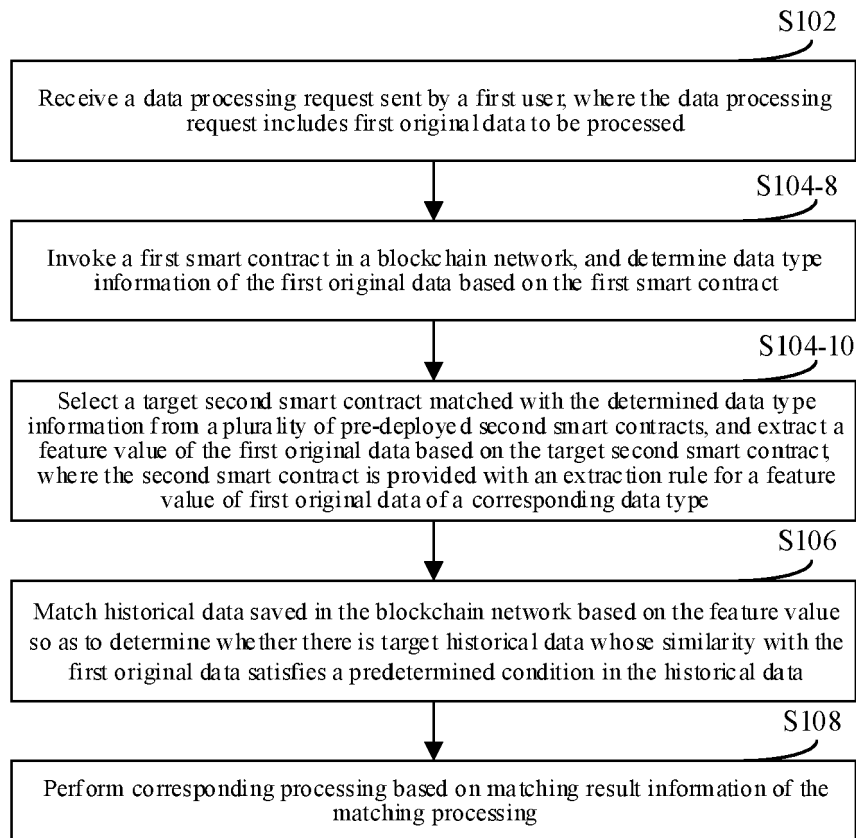 S102
Receive a data processing request sent by a first user, where the data processing
request includes first original data to be processed
S104-8
Invoke a first smart contract in a blockchain network, and determine data type
information of the first original data based on the first smart contract
S104-10
Select a target second smart contract matched with the determined data type
information from a plurality of pre-deployed second smart contracts, and extract a
feature value of the first original data based on the target second smart contract,
where the second smart contract is provided with an extraction rule for a feature
value of first original data of a corresponding data type
S106
Match historical data saved in the blockchain network based on the feature value
so as to determine whether there is target historical data whose similarity with the
first original data satisfies a predetermined condition in the historical data
S108
Perform corresponding processing based on matching result information of the
matching processing